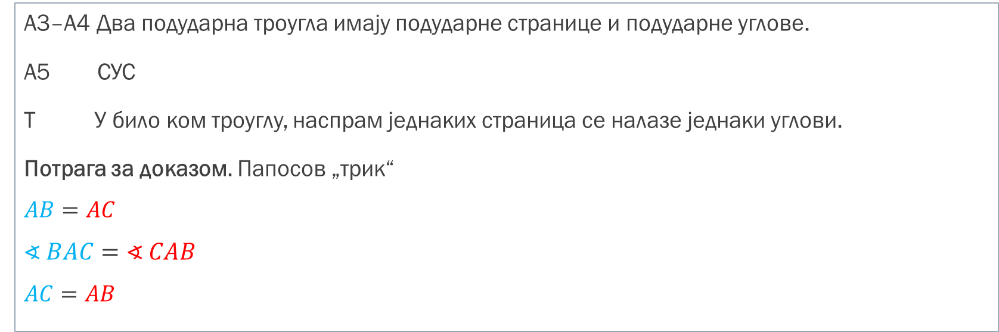 А3–А4 Два подударна троугла имају подударне странице и подударне углове.
А5 СУС
Т У било ком троуглу, наспрам једнаких страница се налазе једнаки углови.
Потрага за доказом. Папосов „трик“
AB = AC
∢ BAC = ∢ CAB
AC = AB